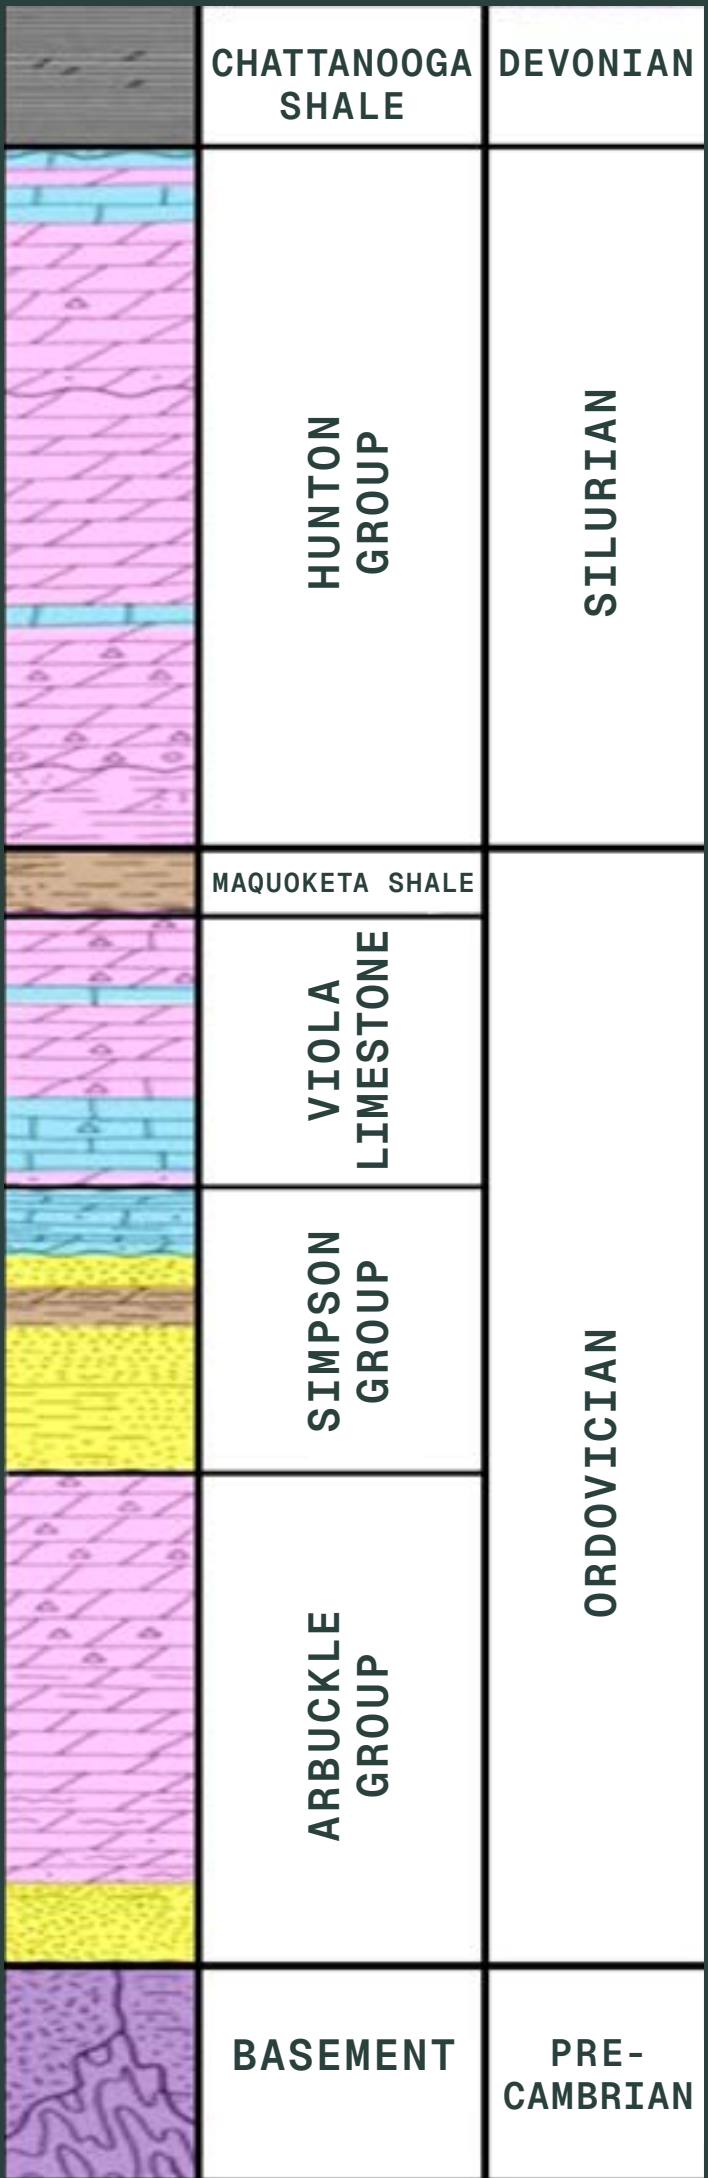 CHATTANOOGA
SHALE
DEVONIAN
HUNTON
GROUP
SILURIAN
MAQUOKETA SHALE
VIOLA
LIMESTONE
SIMPSON
GROUP
ORDOVICIAN
ARBUCKLE
GROUP
BASEMENT
PRE-
CAMBRIAN